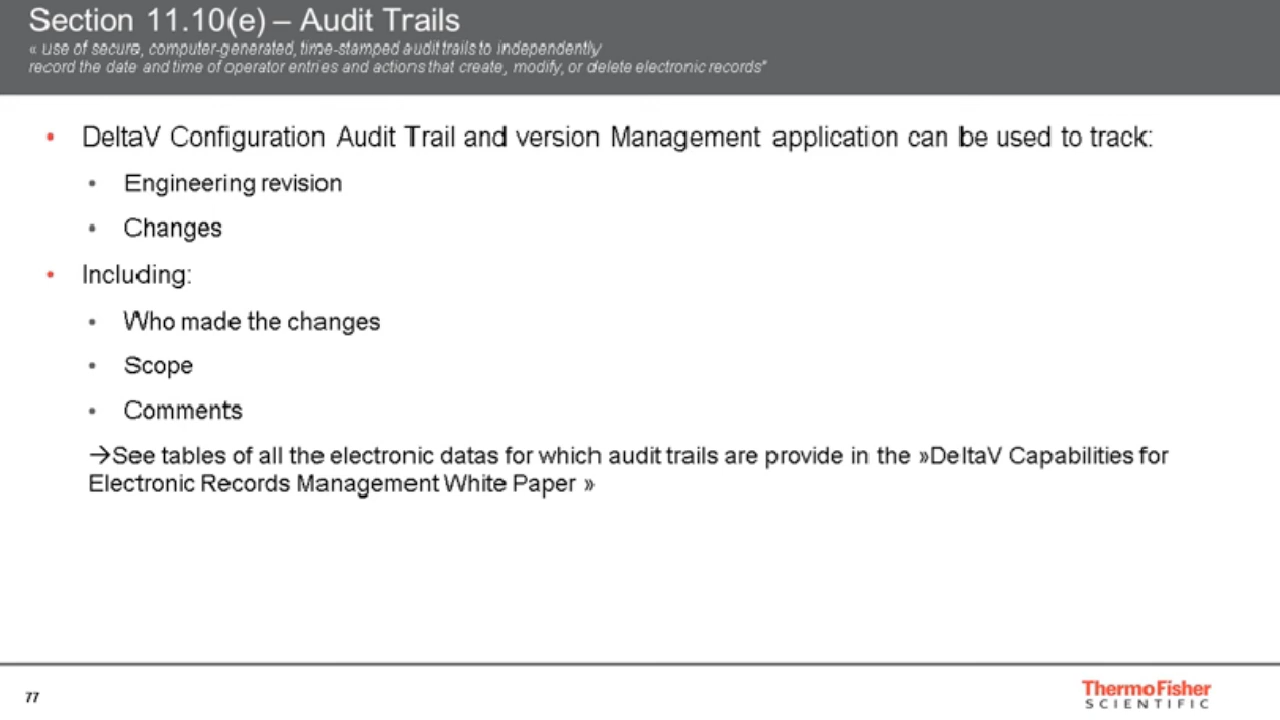 Section 11.10(e) – Audit Trails
« use of secure, computer-generated, time-stamped audit trails to independently
record the date and time of operator entries and actions that create, modify, or delete electronic records"
• DeltaV Configuration Audit Trail and version Management application can be used to track:
• Engineering revision
• Changes
• Including:
• Who made the changes
• Scope
• Comments
→See tables of all the electronic datas for which audit trails are provide in the »DeltaV Capabilities for
Electronic Records Management White Paper »
77
ThermoFisher
SCIENTIFIC